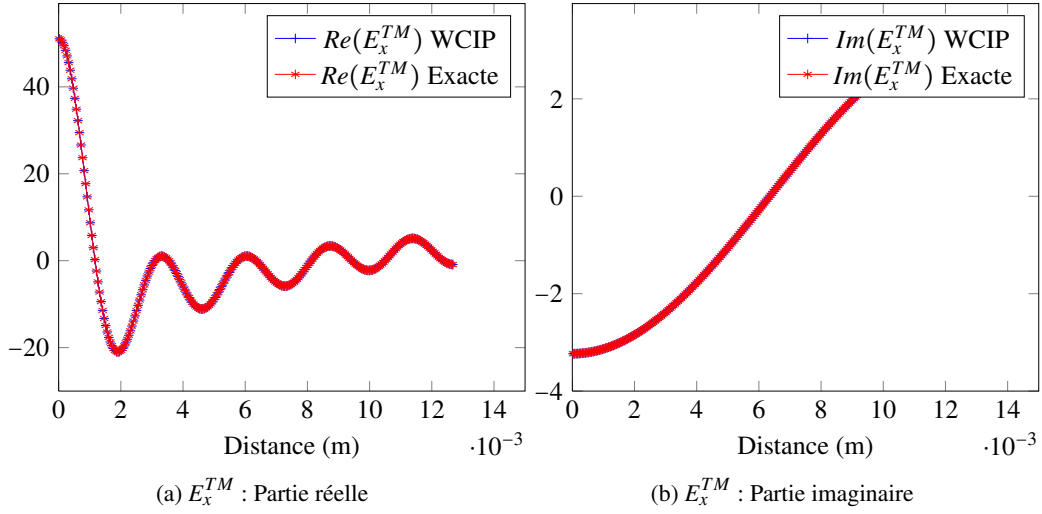 Re(E_x^{TM}) WCIP
Re(E_x^{TM}) Exacte
40
20
0
−20
0 2 4 6 8 10 12 14
Distance (m) ·10^{−3}
(a) E_x^{TM} : Partie réelle
Im(E_x^{TM}) WCIP
Im(E_x^{TM}) Exacte
2
0
−2
−4
0 2 4 6 8 10 12 14
Distance (m) ·10^{−3}
(b) E_x^{TM} : Partie imaginaire